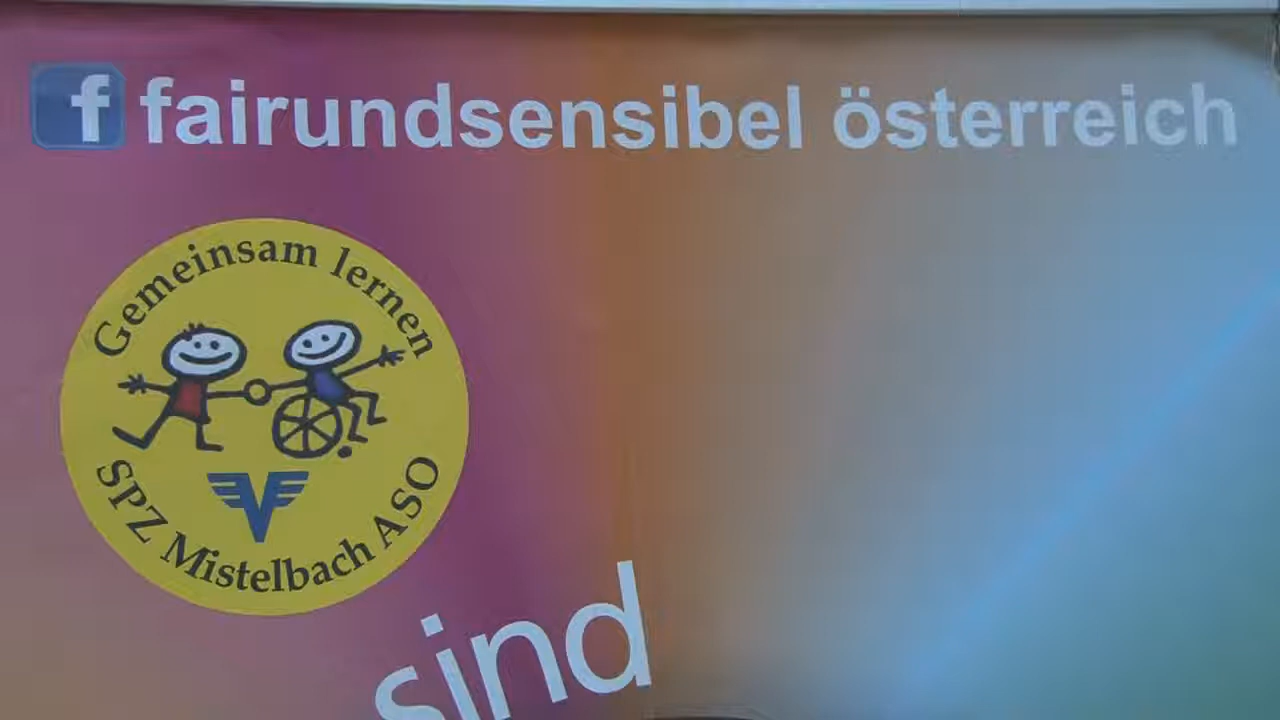 f fairundsensibel österreich
Gemeinsam lernen
SPZ Mistelbach ASO
sind